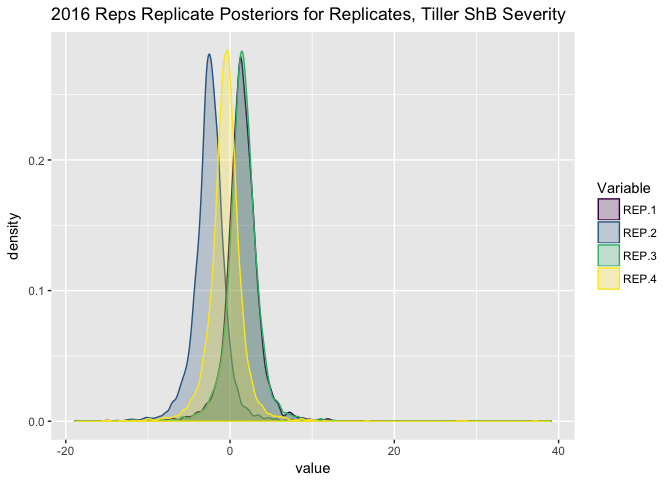 2016 Reps Replicate Posteriors for Replicates, Tiller ShB Severity
density
0.2
0.1
0.0
-20
0
20
40
value
Variable
REP.1
REP.2
REP.3
REP.4